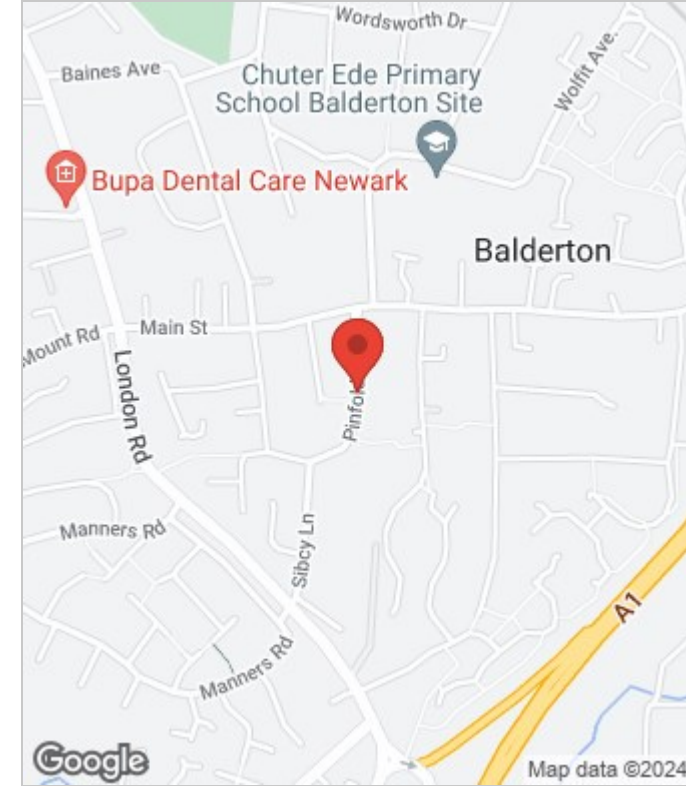 Wordsworth Dr
Baines Ave
Chuter Ede Primary
School Balderton Site
Wolfit Ave.
Bupa Dental Care Newark
Balderton
Main St
Mount Rd
London Rd
Manners Rd
Sibcy Ln
A1
Manners Rd
Google
Map data ©2024